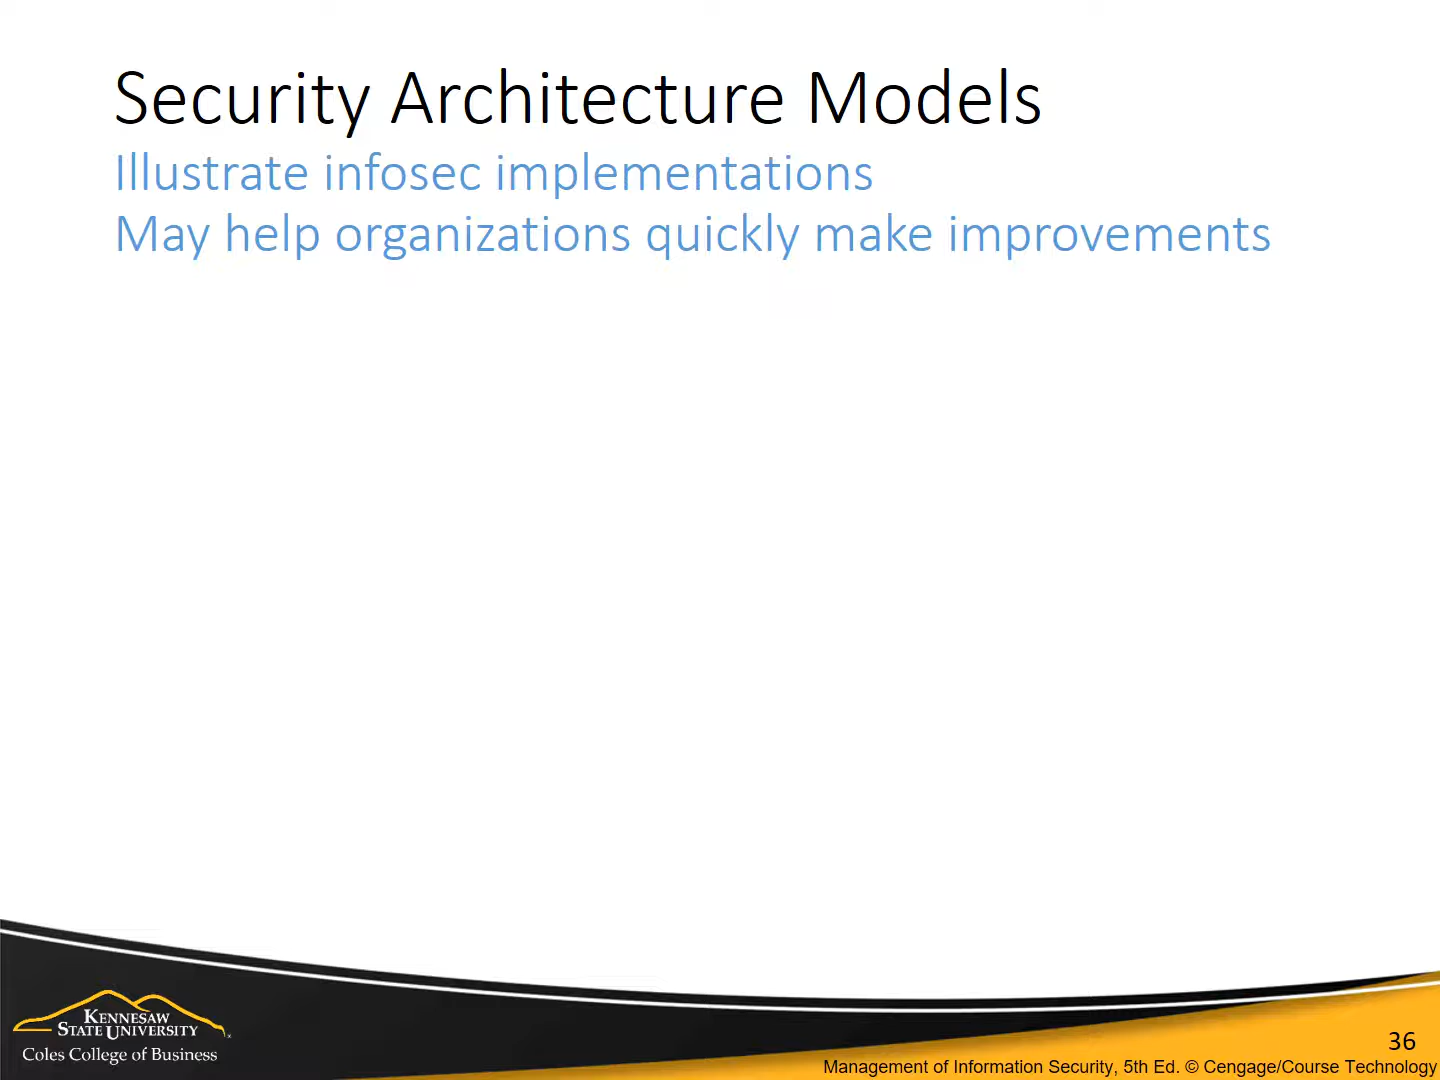 Security Architecture Models
Illustrate infosec implementations
May help organizations quickly make improvements
KENNESAW
STATE UNIVERSITY
Coles College of Business
36
Management of Information Security, 5th Ed. © Cengage/Course Technology